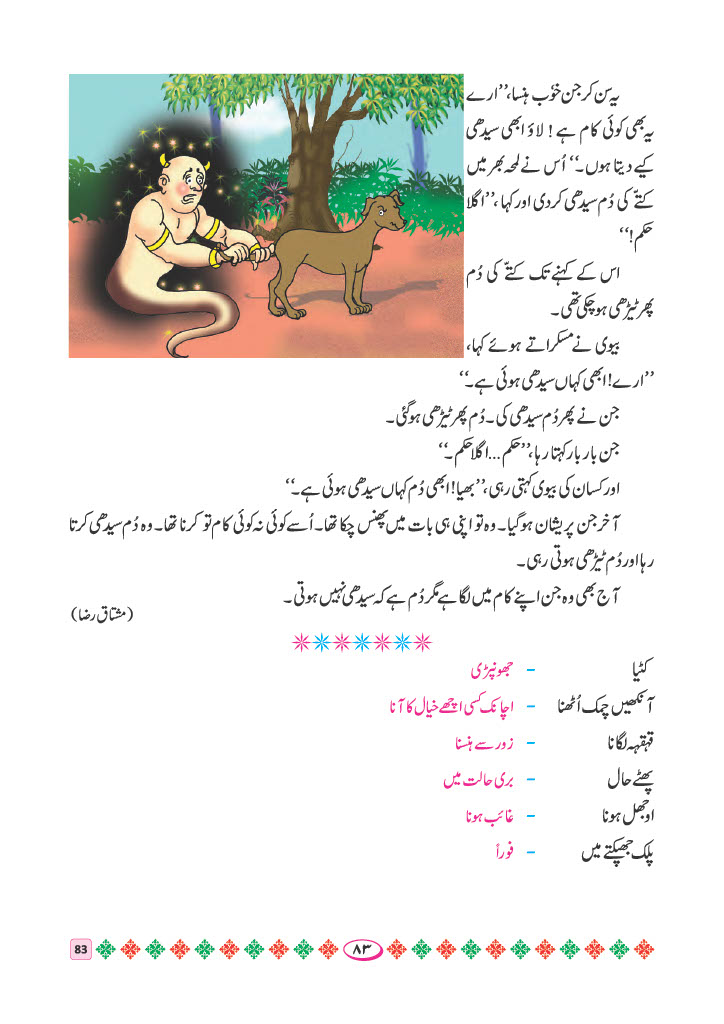 یہ سن کر جن خوٗب ہنسا، ’’ارے
یہ بھی کوئی کام ہے! لاؤ ابھی سیدھی
کیے دیتا ہوں۔‘‘ اُس نے لمحہ بھر میں
کتّے کی دُم سیدھی کر دی اور کہا، ’’اگلا
حکم!‘‘
اس کے کہنے تک کتّے کی دُم
پھر ٹیڑھی ہو چکی تھی۔
بیوی نے مسکراتے ہوئے کہا،
’’ارے! ابھی کہاں سیدھی ہوئی ہے۔‘‘
جن نے پھر دُم سیدھی کی۔ دُم پھر ٹیڑھی ہو گئی۔
جن بار بار کہتا رہا، ’’حکم... اگلا حکم۔‘‘
اور کسان کی بیوی کہتی رہی، ’’بھیا! ابھی دُم کہاں سیدھی ہوئی ہے۔‘‘
آخر جن پریشان ہو گیا۔ وہ تو اپنی ہی بات میں پھنس چکا تھا۔ اُسے کوئی نہ کوئی کام تو کرنا تھا۔ وہ دُم سیدھی کرتا
رہا اور دُم ٹیڑھی ہوتی رہی۔
آج بھی وہ جن اپنے کام میں لگا ہے مگر دُم ہے کہ سیدھی نہیں ہوتی۔
(مشتاق رضا)
کٹیا - جھونپڑی
آنکھیں چمک اُٹھنا - اچانک کسی اچھے خیال کا آنا
قہقہہ لگانا - زور سے ہنسنا
پھٹے حال - بری حالت میں
اوجھل ہونا - غائب ہونا
پلک جھپکتے میں - فوراً
83 ۸۳